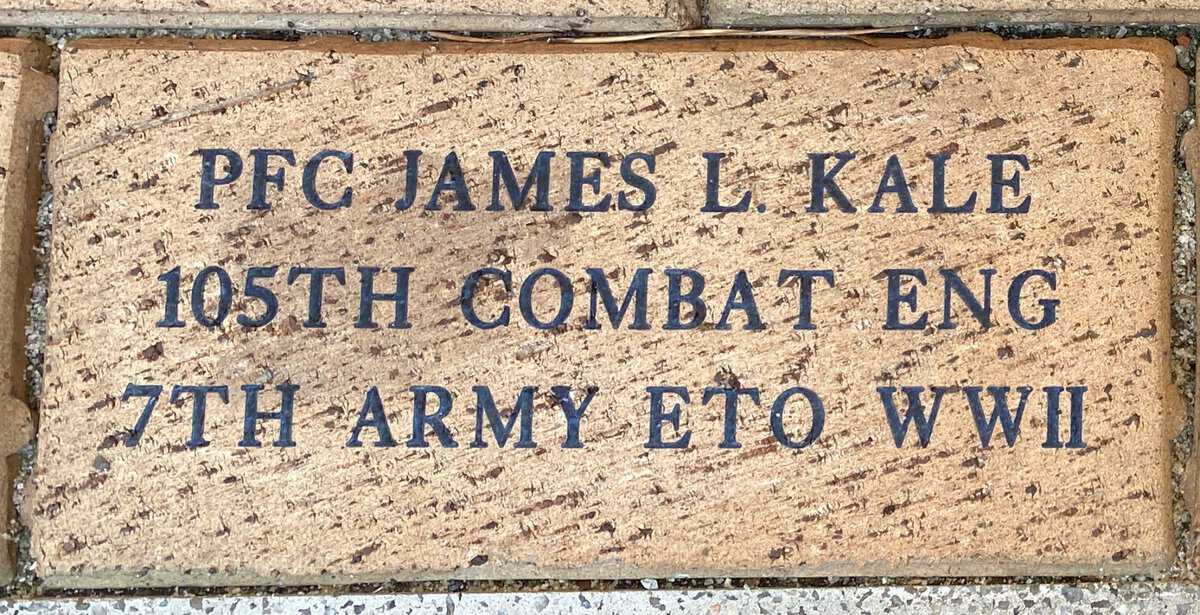 PFC JAMES L. KALE
105TH COMBAT ENG
7TH ARMY ETO WWII